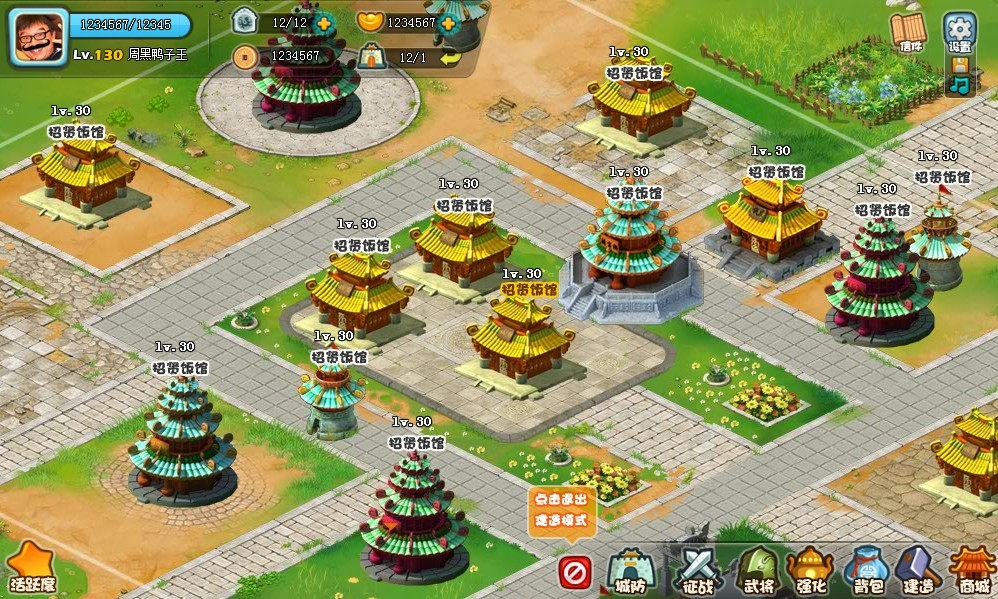 1234567/12345
Lv.130 周黑鸭子王
12/12
1234567
1234567
12/1
信件
设置
lv.30
招贤饭馆
lv.30
招贤饭馆
lv.30
招贤饭馆
lv.30
招贤饭馆
lv.30
招贤饭馆
lv.30
招贤饭馆
lv.30
招贤饭馆
lv.30
招贤饭馆
lv.30
招贤饭馆
lv.30
招贤饭馆
lv.30
招贤饭馆
lv.30
招贤饭馆
点击退出
建造模式
活跃度
城防
征战
武将
强化
背包
建造
商城